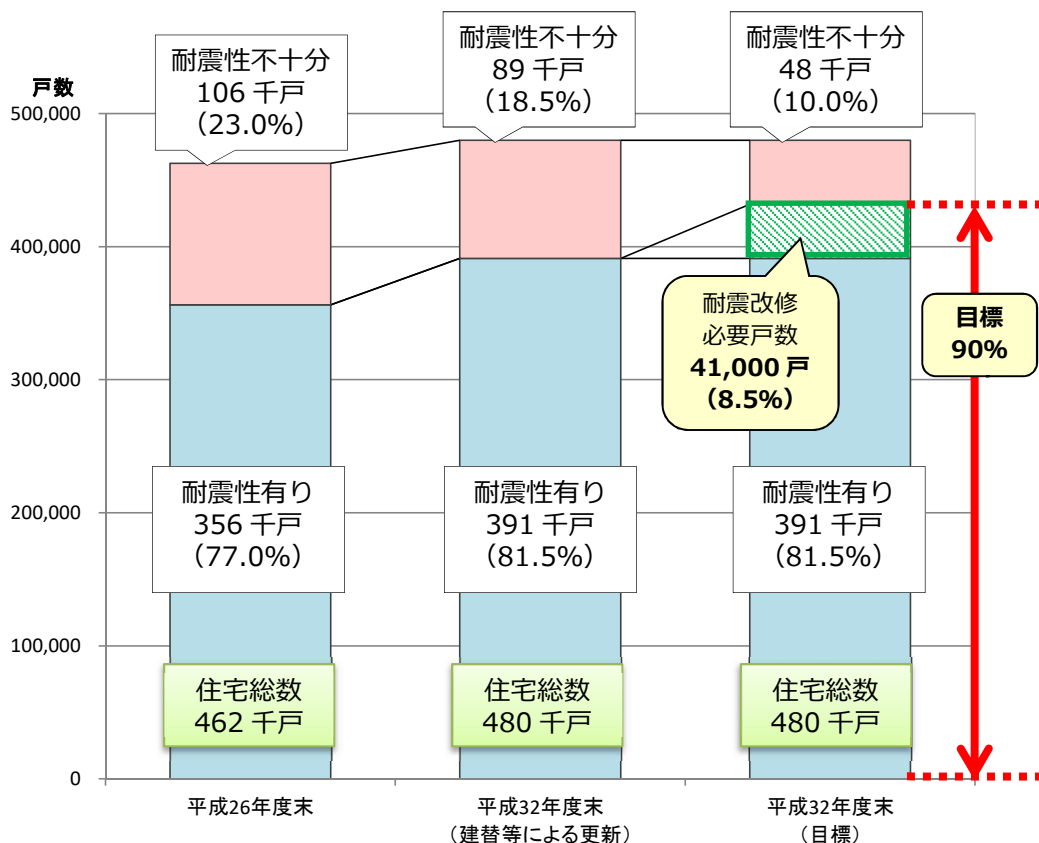 耐震性不十分
106 千戸
（23.0%）
耐震性不十分
89 千戸
（18.5%）
耐震性不十分
48 千戸
（10.0%）
戸数
500,000
400,000
300,000
200,000
100,000
0
耐震改修
必要戸数
41,000 戸
（8.5%）
目標
90%
耐震性有り
356 千戸
（77.0%）
耐震性有り
391 千戸
（81.5%）
耐震性有り
391 千戸
（81.5%）
住宅総数
462 千戸
住宅総数
480 千戸
住宅総数
480 千戸
平成26年度末
平成32年度末
（建替等による更新）
平成32年度末
（目標）